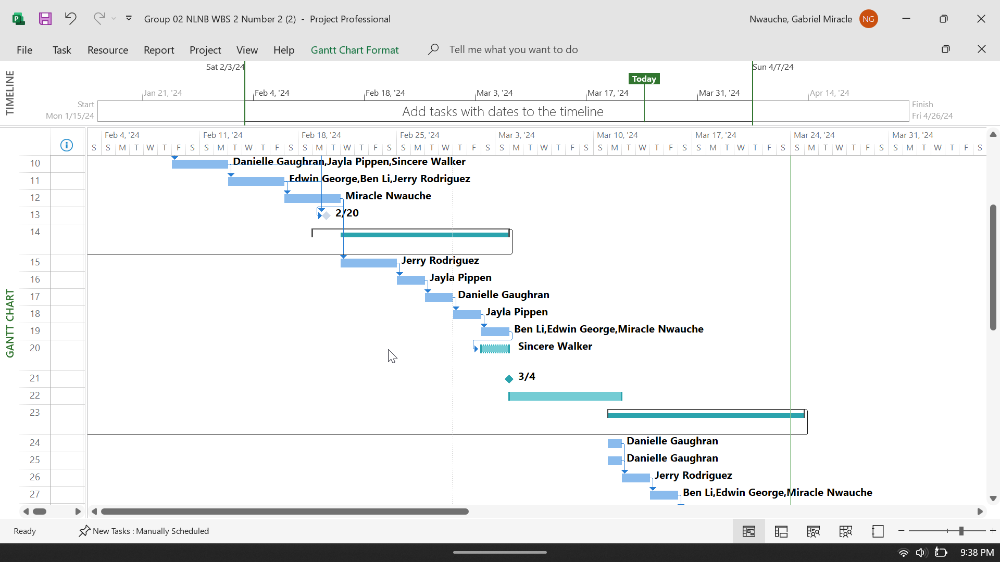 Group 02 NLNB WBS 2 Number 2 (2) - Project Professional
Nwauche, Gabriel Miracle NG
File Task Resource Report Project View Help Gantt Chart Format Tell me what you want to do
TIMELINE
Sat 2/3/24 Sun 4/7/24
Today
Jan 21, '24 Feb 4, '24 Feb 18, '24 Mar 3, '24 Mar 17, '24 Mar 31, '24 Apr 14, '24
Start Finish
Mon 1/15/24 Add tasks with dates to the timeline Fri 4/26/24
Feb 4, '24 Feb 11, '24 Feb 18, '24 Feb 25, '24 Mar 3, '24 Mar 10, '24 Mar 17, '24 Mar 24, '24 Mar 31, '24
S S M T W T F S S M T W T F S S M T W T F S S M T W T F S S M T W T F S S M T W T F S S M T W T F S S M T W T F S S M T W T F S
GANTT CHART
10 Danielle Gaughran,Jayla Pippen,Sincere Walker
11 Edwin George,Ben Li,Jerry Rodriguez
12 Miracle Nwauche
13 2/20
14
15 Jerry Rodriguez
16 Jayla Pippen
17 Danielle Gaughran
18 Jayla Pippen
19 Ben Li,Edwin George,Miracle Nwauche
20 Sincere Walker
21 3/4
22
23
24 Danielle Gaughran
25 Danielle Gaughran
26 Jerry Rodriguez
27 Ben Li,Edwin George,Miracle Nwauche
Ready New Tasks : Manually Scheduled
9:38 PM